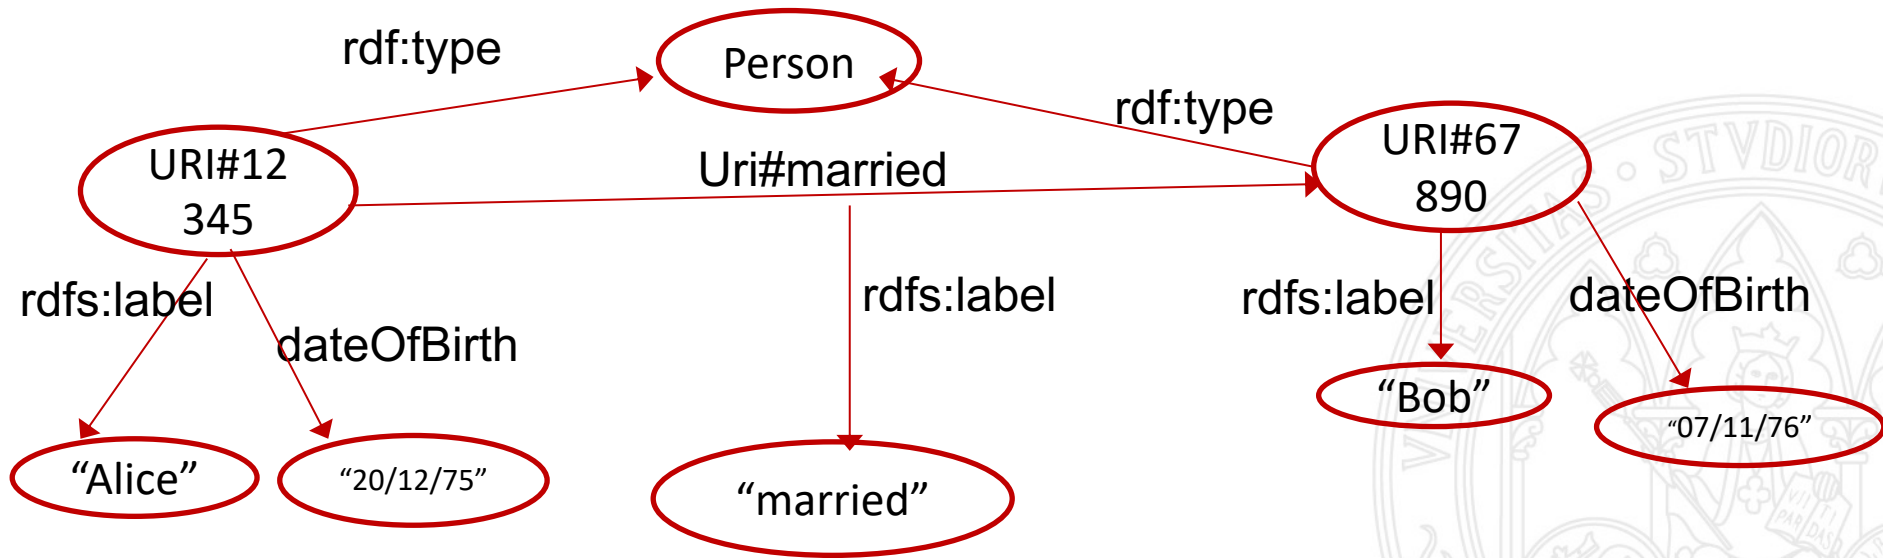 rdf:type
Person
rdf:type
URI#12
345
Uri#married
URI#67
890
rdfs:label
dateOfBirth
rdfs:label
rdfs:label
dateOfBirth
“Alice”
“20/12/75”
“married”
“Bob”
“07/11/76”
STVDIOR